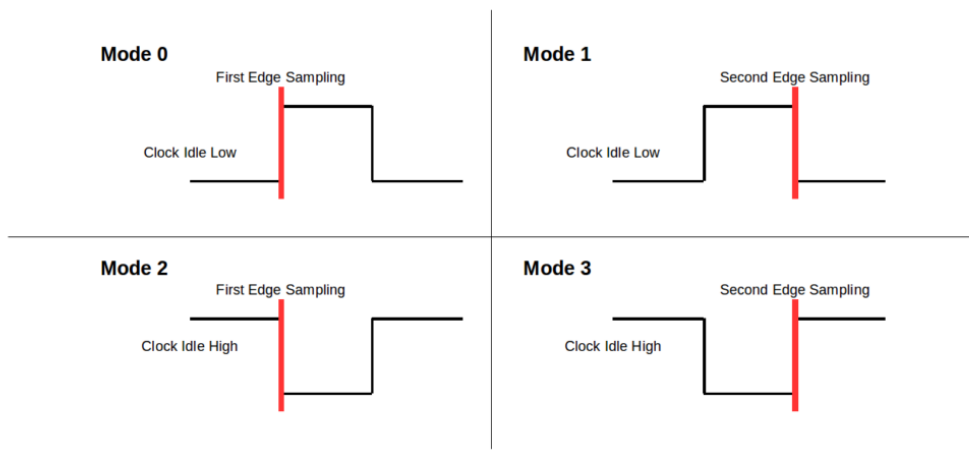 Mode 0
First Edge Sampling
Clock Idle Low
Mode 1
Second Edge Sampling
Clock Idle Low
Mode 2
First Edge Sampling
Clock Idle High
Mode 3
Second Edge Sampling
Clock Idle High